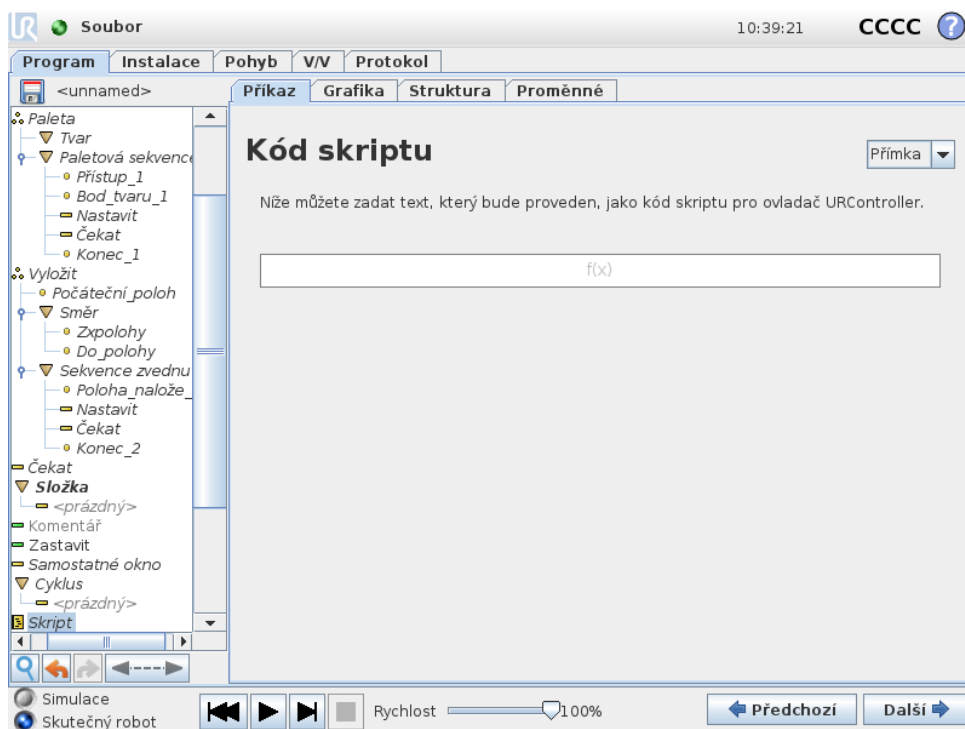 UR Soubor 10:39:21 CCCC ?
Program Instalace Pohyb V/V Protokol
<unnamed> Příkaz Grafika Struktura Proměnné
Paleta
Tvar
Paletová sekvence
Přístup_1
Bod_tvaru_1
Nastavit
Čekat
Konec_1
Vyložit
Počáteční_poloh
Směr
Zxpolohy
Do_polohy
Sekvence zvednu
Poloha_nalože_
Nastavit
Čekat
Konec_2
Čekat
Složka
<prázdný>
Komentář
Zastavit
Samostatné okno
Cyklus
<prázdný>
Skript
Kód skriptu
Přímka
Níže můžete zadat text, který bude proveden, jako kód skriptu pro ovladač URController.
f(x)
Simulace
Skutečný robot
Rychlost 100%
Předchozí Další